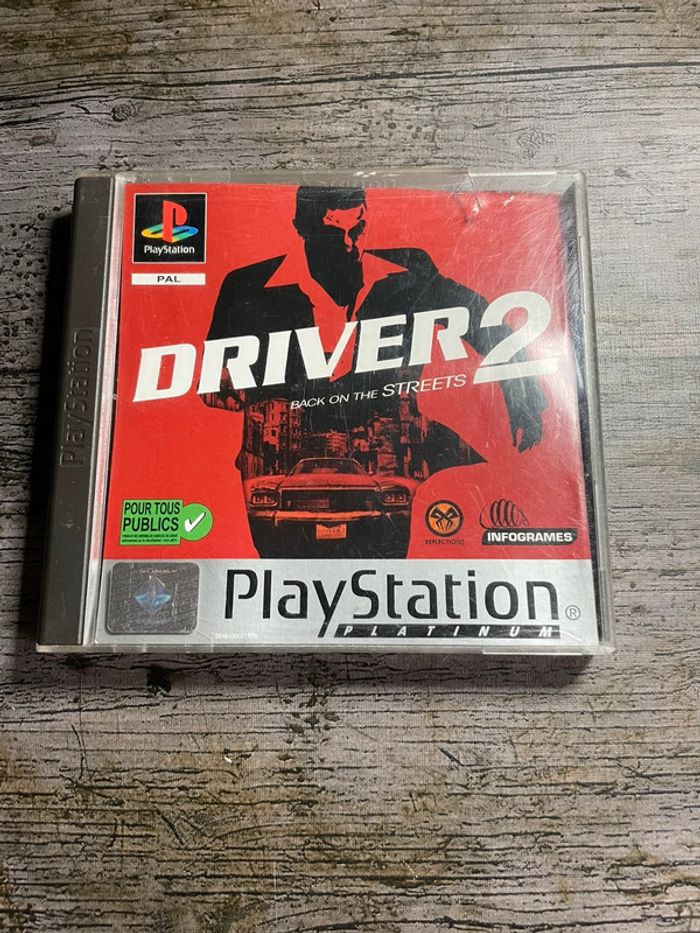 PlayStation
PAL
PlayStation
DRIVER 2
BACK ON THE STREETS
POUR TOUS
PUBLICS
REFLECTIONS
INFOGRAMES
PlayStation®
PLATINUM